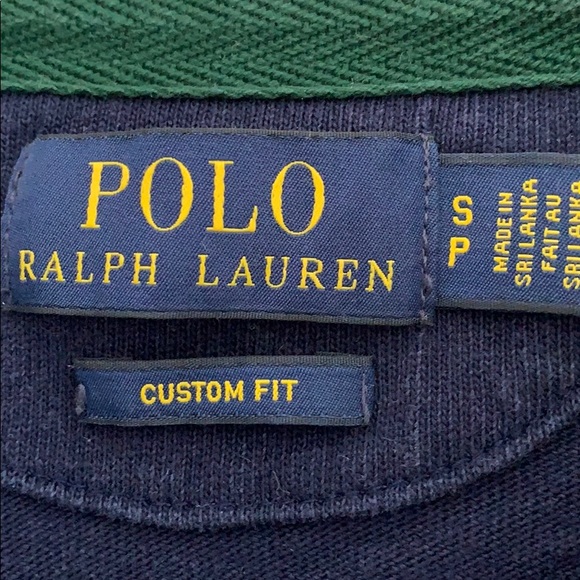 POLO
RALPH LAUREN
S
P
MADE IN
SRI LANKA
FAIT AU
SRI LANKA
CUSTOM FIT